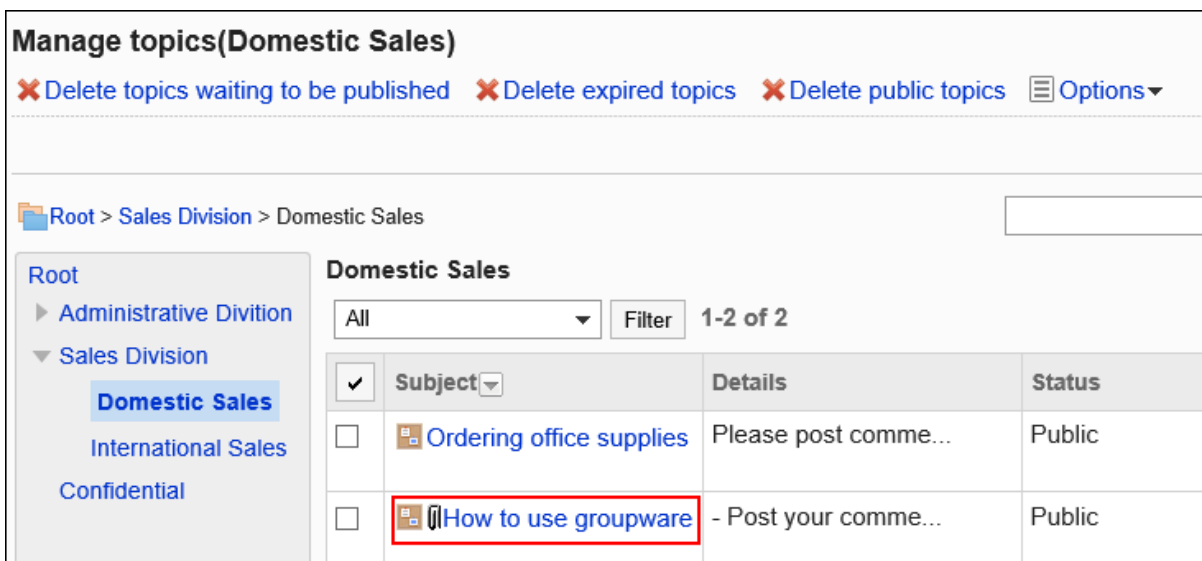 Manage topics(Domestic Sales)
Delete topics waiting to be published Delete expired topics Delete public topics Options
Root > Sales Division > Domestic Sales
Root
Administrative Divition
Sales Division
Domestic Sales
International Sales
Confidential
Domestic Sales
All Filter 1-2 of 2
Subject Details Status
Ordering office supplies Please post comme... Public
How to use groupware - Post your comme... Public